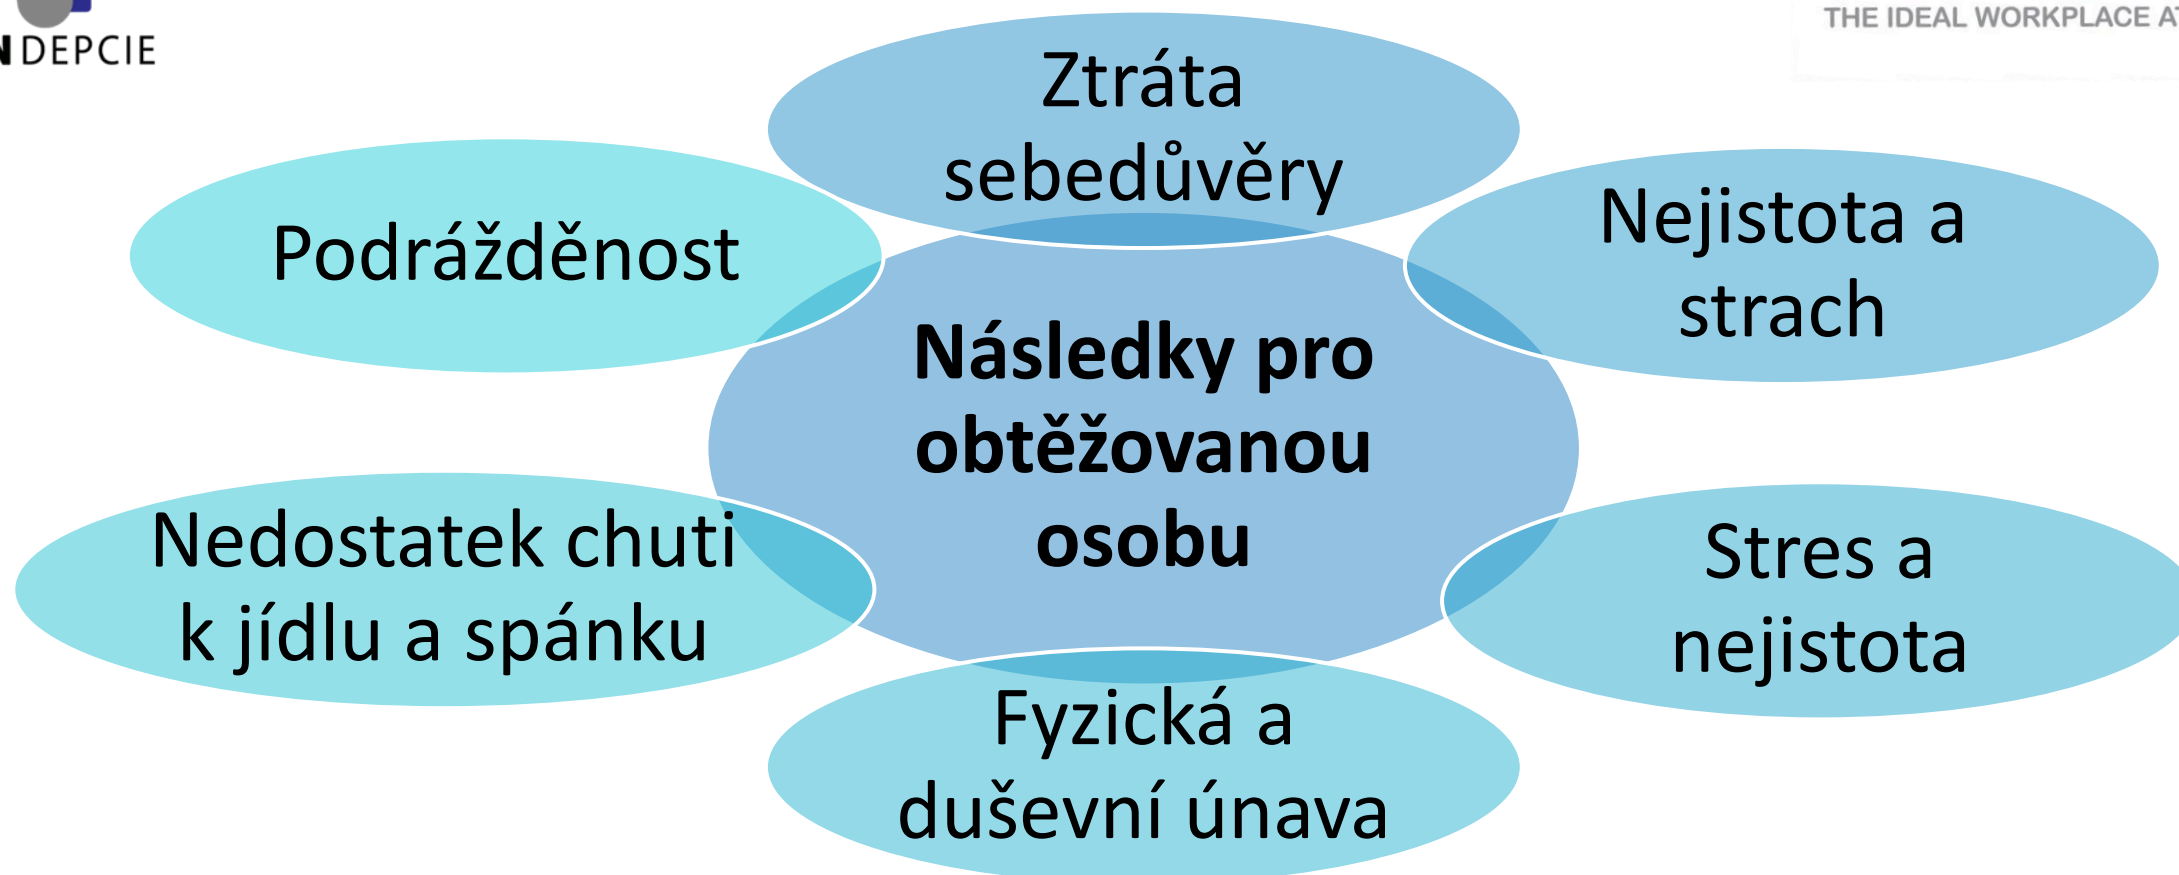 DEPCIE
THE IDEAL WORKPLACE
Ztráta
sebedůvěry
Nejistota a
strach
Podrážděnost
Následky pro
obtěžovanou
osobu
Nedostatek chuti
k jídlu a spánku
Stres a
nejistota
Fyzická a
duševní únava